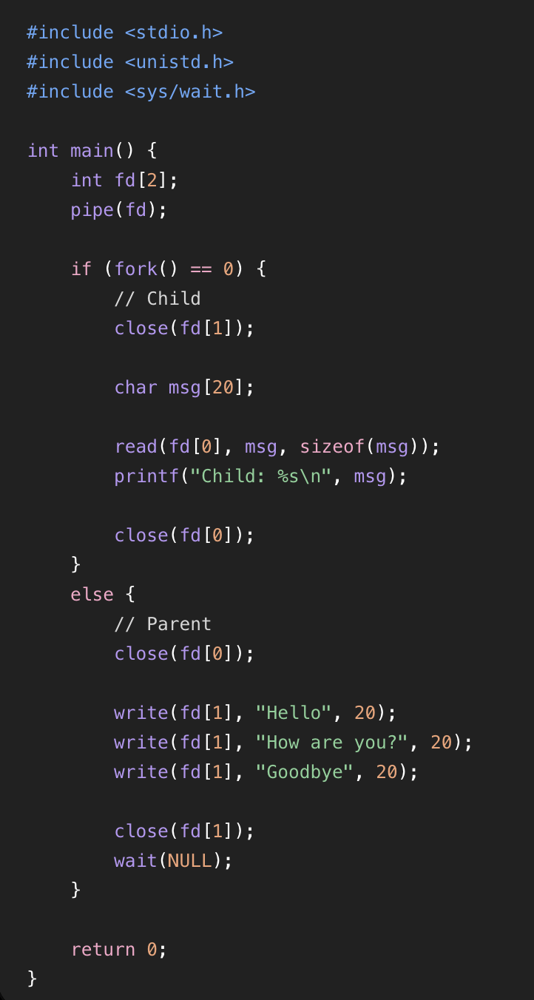 #include <stdio.h>
#include <unistd.h>
#include <sys/wait.h>

int main() {
    int fd[2];
    pipe(fd);

    if (fork() == 0) {
        // Child
        close(fd[1]);

        char msg[20];

        read(fd[0], msg, sizeof(msg));
        printf("Child: %s\n", msg);

        close(fd[0]);
    }
    else {
        // Parent
        close(fd[0]);

        write(fd[1], "Hello", 20);
        write(fd[1], "How are you?", 20);
        write(fd[1], "Goodbye", 20);

        close(fd[1]);
        wait(NULL);
    }

    return 0;
}